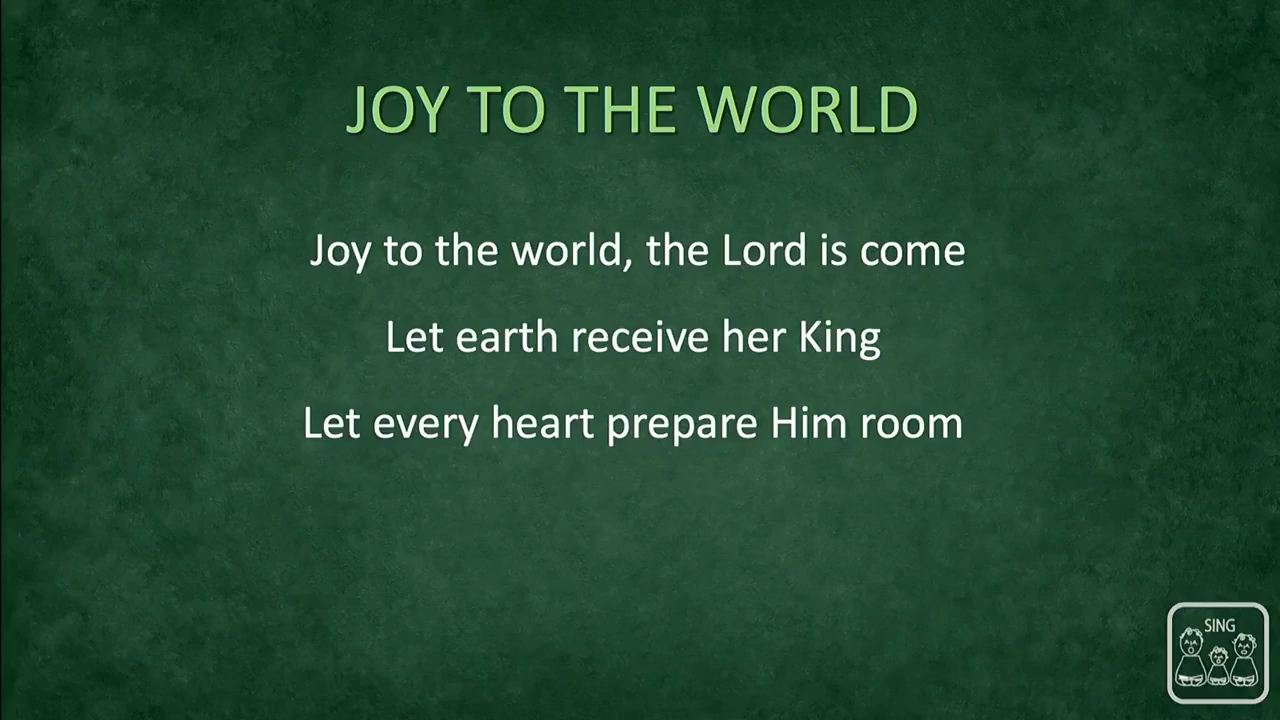 JOY TO THE WORLD
Joy to the world, the Lord is come
Let earth receive her King
Let every heart prepare Him room
SING